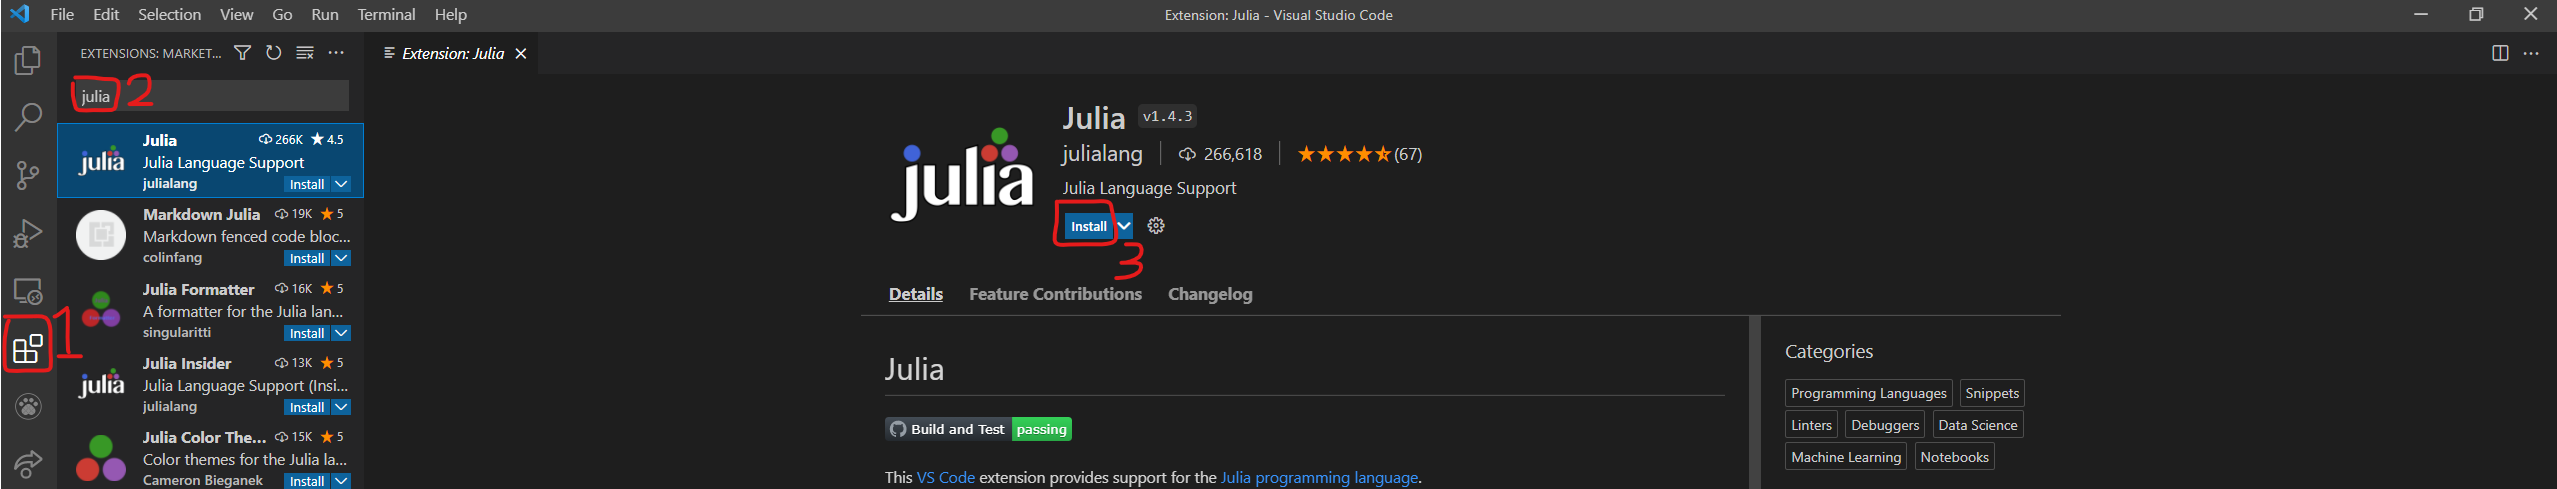 File Edit Selection View Go Run Terminal Help
Extension: Julia - Visual Studio Code
EXTENSIONS: MARKET...
julia
2
1
julia
Julia 266K 4.5
Julia Language Support
julialang Install
Markdown Julia 19K 5
Markdown fenced code bloc...
colinfang Install
Julia Formatter 16K 5
A formatter for the Julia lan...
singularitti Install
julia
Julia Insider 13K 5
Julia Language Support (Insi...
julialang Install
Julia Color The... 15K 5
Color themes for the Julia la...
Cameron Bieganek Install
Extension: Julia
julia
Julia v1.4.3
julialang 266,618 (67)
Julia Language Support
Install
3
Details Feature Contributions Changelog
Julia
Build and Test passing
This VS Code extension provides support for the Julia programming language.
Categories
Programming Languages Snippets
Linters Debuggers Data Science
Machine Learning Notebooks